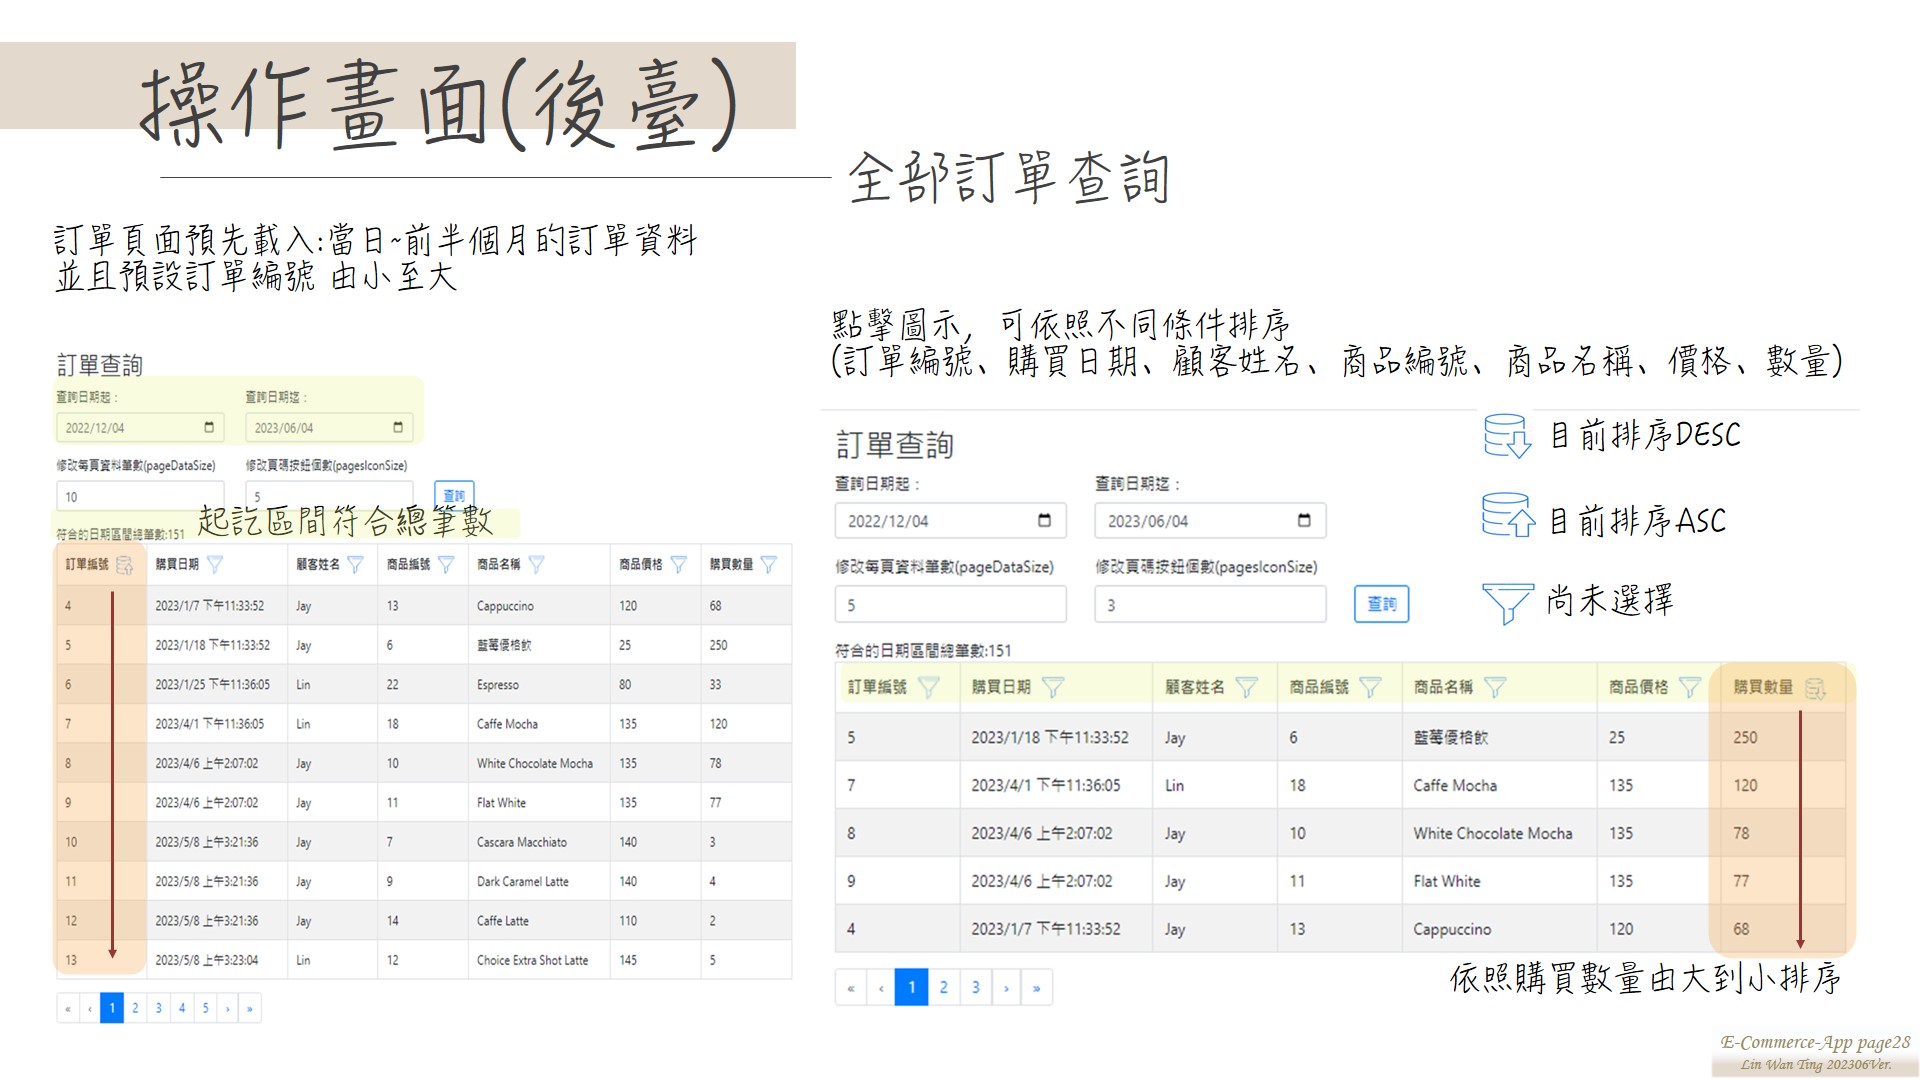 操作畫面(後臺)
全部訂單查詢
訂單頁面預先載入:當日~前半個月的訂單資料
並且預設訂單編號 由小至大
訂單查詢
查詢日期起： 查詢日期迄：
2022/12/04 2023/06/04
修改每頁資料筆數(pageDataSize) 修改頁碼按鈕個數(pagesIconSize)
10 5 查詢
起訖區間符合總筆數
符合的日期區間總筆數:151
訂單編號 購買日期 顧客姓名 商品編號 商品名稱 商品價格 購買數量
4 2023/1/7 下午11:33:52 Jay 13 Cappuccino 120 68
5 2023/1/18 下午11:33:52 Jay 6 藍莓優格飲 25 250
6 2023/1/25 下午11:36:05 Lin 22 Espresso 80 33
7 2023/4/1 下午11:36:05 Lin 18 Caffe Mocha 135 120
8 2023/4/6 上午2:07:02 Jay 10 White Chocolate Mocha 135 78
9 2023/4/6 上午2:07:02 Jay 11 Flat White 135 77
10 2023/5/8 上午3:21:36 Jay 7 Cascara Macchiato 140 3
11 2023/5/8 上午3:21:36 Jay 9 Dark Caramel Latte 140 4
12 2023/5/8 上午3:21:36 Jay 14 Caffe Latte 110 2
13 2023/5/8 上午3:23:04 Lin 12 Choice Extra Shot Latte 145 5
« ‹ 1 2 3 4 5 › »
點擊圖示，可依照不同條件排序
(訂單編號、購買日期、顧客姓名、商品編號、商品名稱、價格、數量)
目前排序DESC
目前排序ASC
尚未選擇
訂單查詢
查詢日期起： 查詢日期迄：
2022/12/04 2023/06/04
修改每頁資料筆數(pageDataSize) 修改頁碼按鈕個數(pagesIconSize)
5 3 查詢
符合的日期區間總筆數:151
訂單編號 購買日期 顧客姓名 商品編號 商品名稱 商品價格 購買數量
5 2023/1/18 下午11:33:52 Jay 6 藍莓優格飲 25 250
7 2023/4/1 下午11:36:05 Lin 18 Caffe Mocha 135 120
8 2023/4/6 上午2:07:02 Jay 10 White Chocolate Mocha 135 78
9 2023/4/6 上午2:07:02 Jay 11 Flat White 135 77
4 2023/1/7 下午11:33:52 Jay 13 Cappuccino 120 68
« ‹ 1 2 3 › »
依照購買數量由大到小排序
E-Commerce-App page28
Lin Wan Ting 202306Ver.